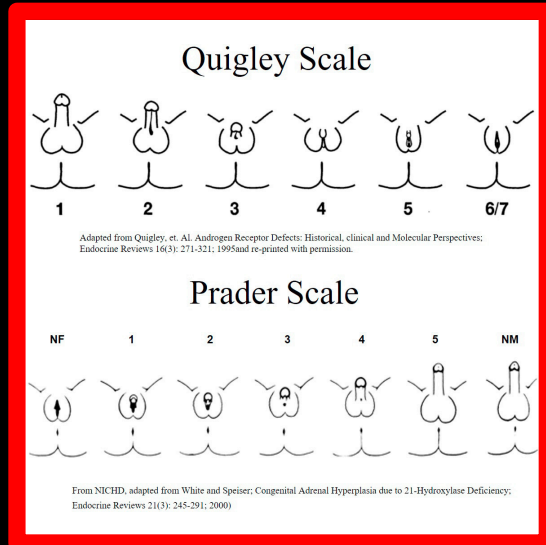 Quigley Scale
1 2 3 4 5 6/7
Adapted from Quigley, et. Al. Androgen Receptor Defects: Historical, clinical and Molecular Perspectives;
Endocrine Reviews 16(3): 271-321; 1995and re-printed with permission.
Prader Scale
NF 1 2 3 4 5 NM
From NICHD, adapted from White and Speiser; Congenital Adrenal Hyperplasia due to 21-Hydroxylase Deficiency;
Endocrine Reviews 21(3): 245-291; 2000)